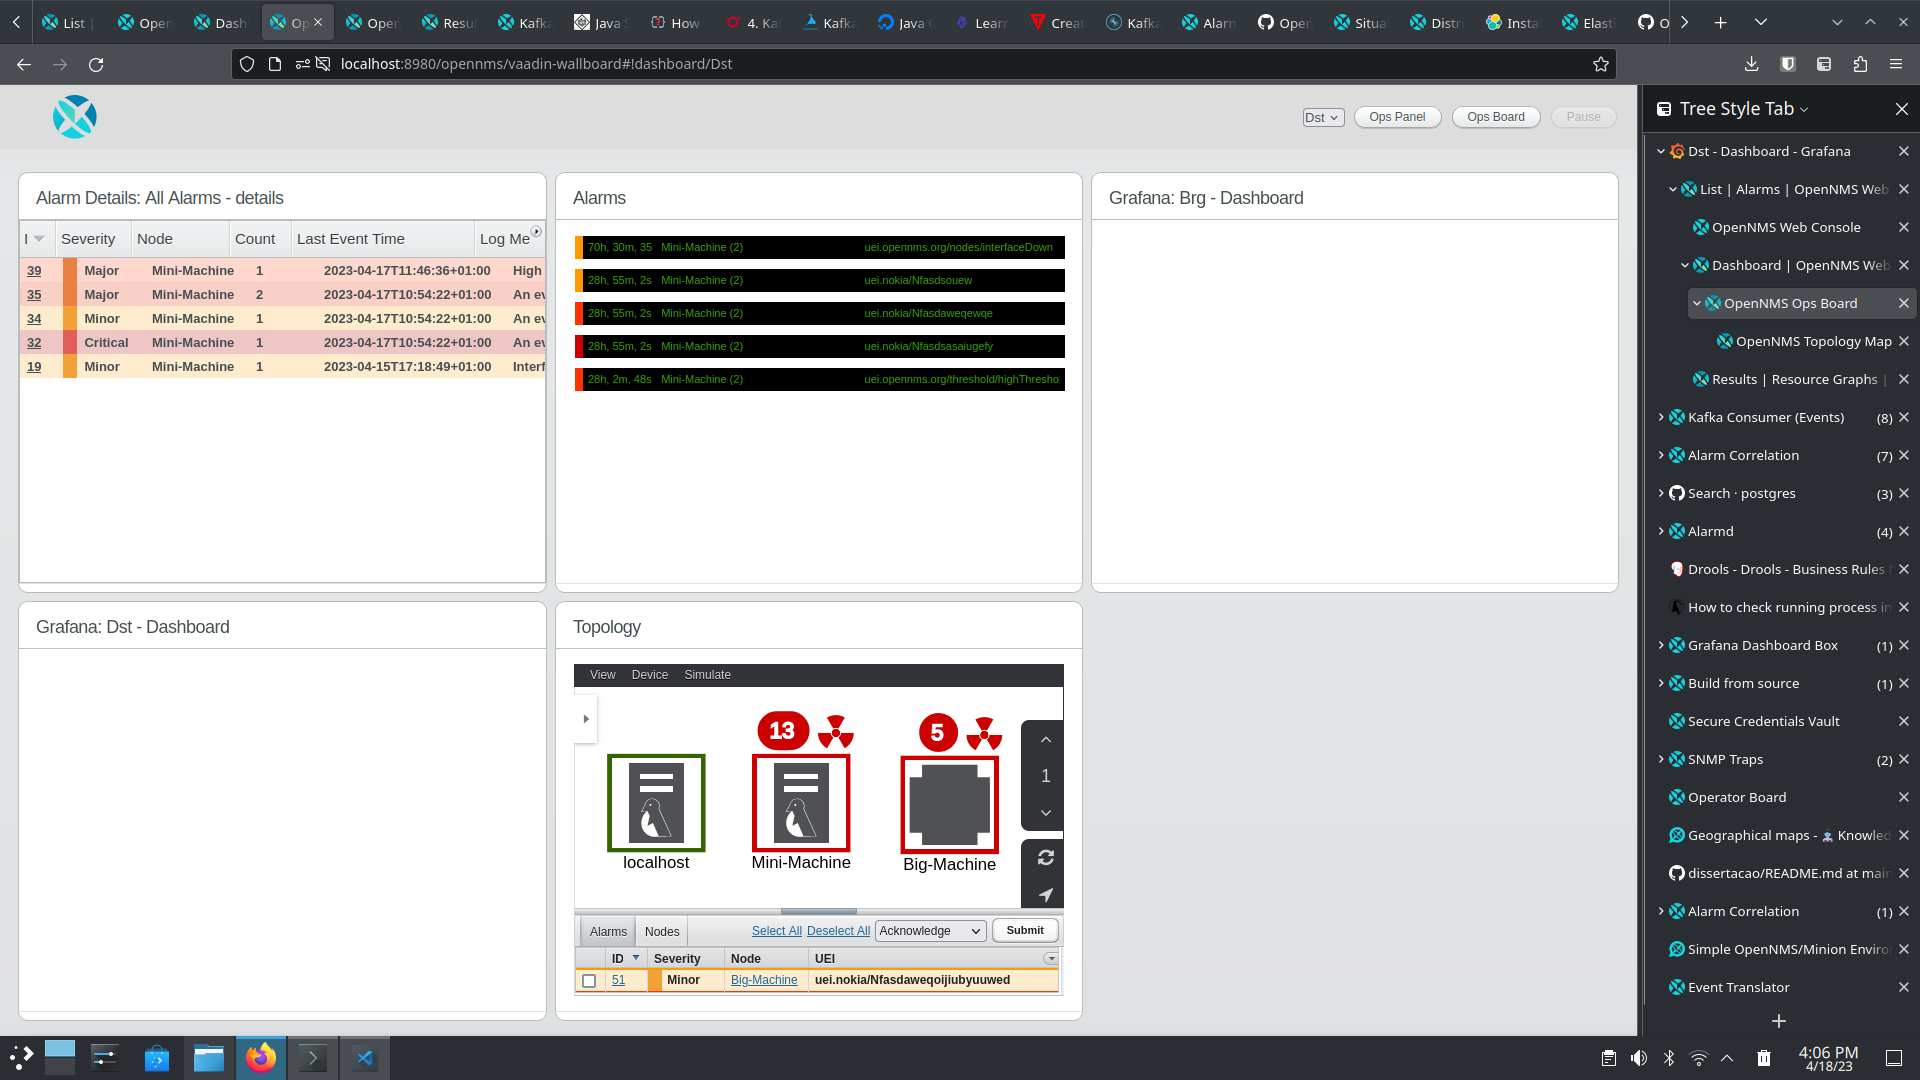 List |
Open
Dash
Op
Open
Resu
Kafka
Java S
How
4. Ka
Kafka
Java
Learn
Creat
Kafka
Alarm
Open
Situa
Distri
Insta
Elasti
O
localhost:8980/opennms/vaadin-wallboard#!dashboard/Dst
Dst
Ops Panel
Ops Board
Pause
Tree Style Tab
Alarm Details: All Alarms - details
I Severity Node Count Last Event Time Log Me
39 Major Mini-Machine 1 2023-04-17T11:46:36+01:00 High
35 Major Mini-Machine 2 2023-04-17T10:54:22+01:00 An ev
34 Minor Mini-Machine 1 2023-04-17T10:54:22+01:00 An ev
32 Critical Mini-Machine 1 2023-04-17T10:54:22+01:00 An ev
19 Minor Mini-Machine 1 2023-04-15T17:18:49+01:00 Interf
Alarms
70h, 30m, 35 Mini-Machine (2) uei.opennms.org/nodes/interfaceDown
28h, 55m, 2s Mini-Machine (2) uei.nokia/Nfasdsouew
28h, 55m, 2s Mini-Machine (2) uei.nokia/Nfasdaweqewqe
28h, 55m, 2s Mini-Machine (2) uei.nokia/Nfasdsasaiugefy
28h, 2m, 48s Mini-Machine (2) uei.opennms.org/threshold/highThresho
Grafana: Brg - Dashboard
Grafana: Dst - Dashboard
Topology
View Device Simulate
13
5
1
localhost
Mini-Machine
Big-Machine
Alarms Nodes Select All Deselect All Acknowledge Submit
ID Severity Node UEI
51 Minor Big-Machine uei.nokia/Nfasdaweqoijiubyuuwed
Dst - Dashboard - Grafana
List | Alarms | OpenNMS Web
OpenNMS Web Console
Dashboard | OpenNMS Web
OpenNMS Ops Board
OpenNMS Topology Map
Results | Resource Graphs |
Kafka Consumer (Events) (8)
Alarm Correlation (7)
Search · postgres (3)
Alarmd (4)
Drools - Drools - Business Rules
How to check running process in
Grafana Dashboard Box (1)
Build from source (1)
Secure Credentials Vault
SNMP Traps (2)
Operator Board
Geographical maps - Knowled
dissertacao/README.md at main
Alarm Correlation (1)
Simple OpenNMS/Minion Enviro
Event Translator
4:06 PM
4/18/23